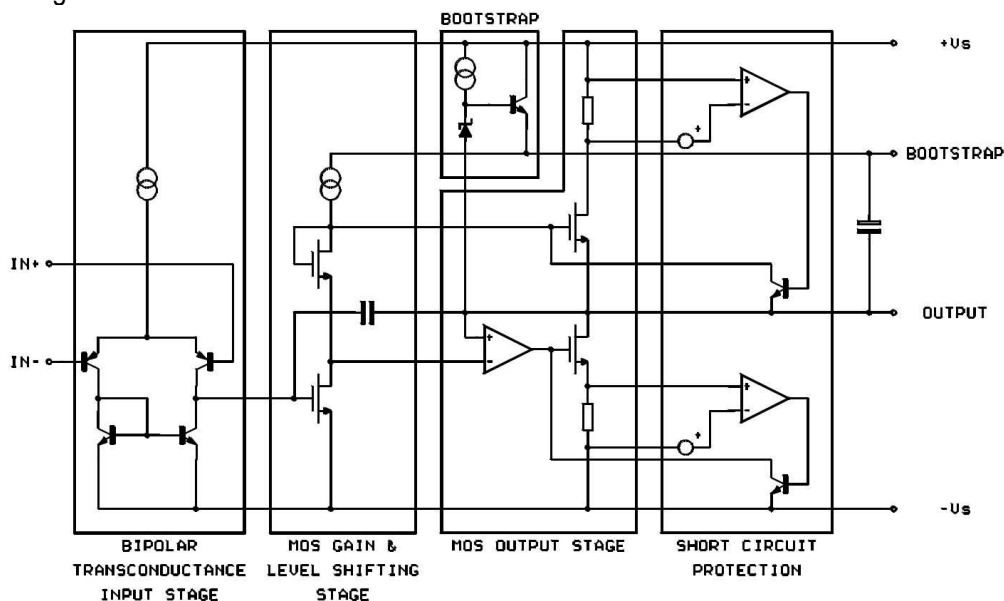 BOOTSTRAP
+Vs
BOOTSTRAP
IN+
OUTPUT
IN-
-Vs
BIPOLAR
TRANSCONDUCTANCE
INPUT STAGE
MOS GAIN &
LEVEL SHIFTING
STAGE
MOS OUTPUT STAGE
SHORT CIRCUIT
PROTECTION
+
-
+
+
-
+
-
+